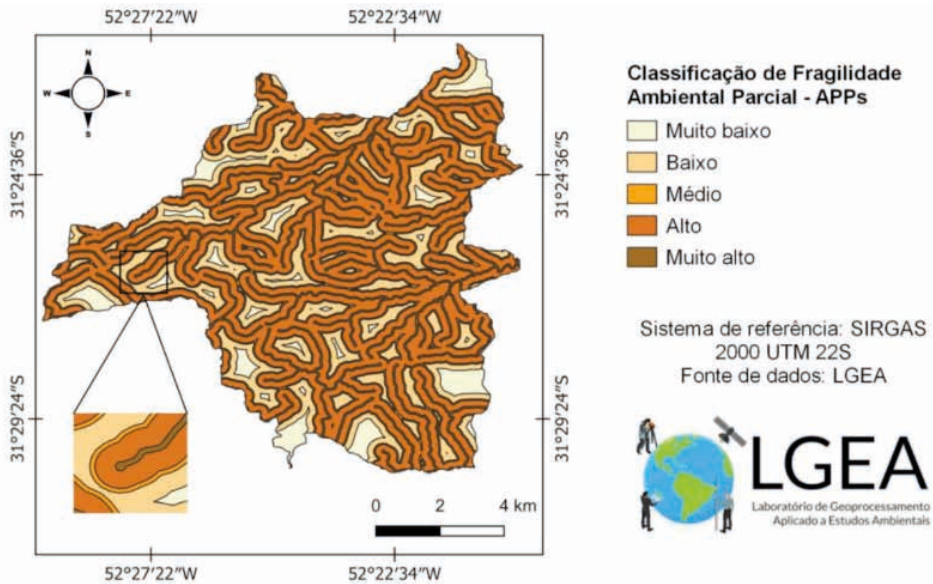 52°27′22″W 52°22′34″W
N
W E
S
31°24′36″S 31°24′36″S
31°29′24″S 31°29′24″S
0 2 4 km
52°27′22″W 52°22′34″W
Classificação de Fragilidade
Ambiental Parcial - APPs
Muito baixo
Baixo
Médio
Alto
Muito alto
Sistema de referência: SIRGAS
2000 UTM 22S
Fonte de dados: LGEA
LGEA
Laboratório de Geoprocessamento
Aplicado a Estudos Ambientais